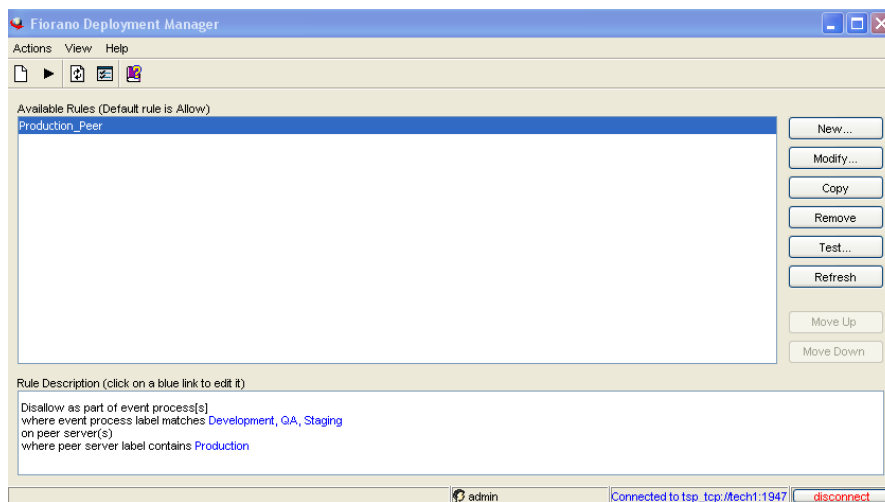 Fiorano Deployment Manager
Actions View Help
Available Rules (Default rule is Allow)
Production_Peer
New...
Modify...
Copy
Remove
Test...
Refresh
Move Up
Move Down
Rule Description (click on a blue link to edit it)
Disallow as part of event process[s]
where event process label matches Development, QA, Staging
on peer server(s)
where peer server label contains Production
admin
Connected to tsp_tcp://tech1:1947
disconnect